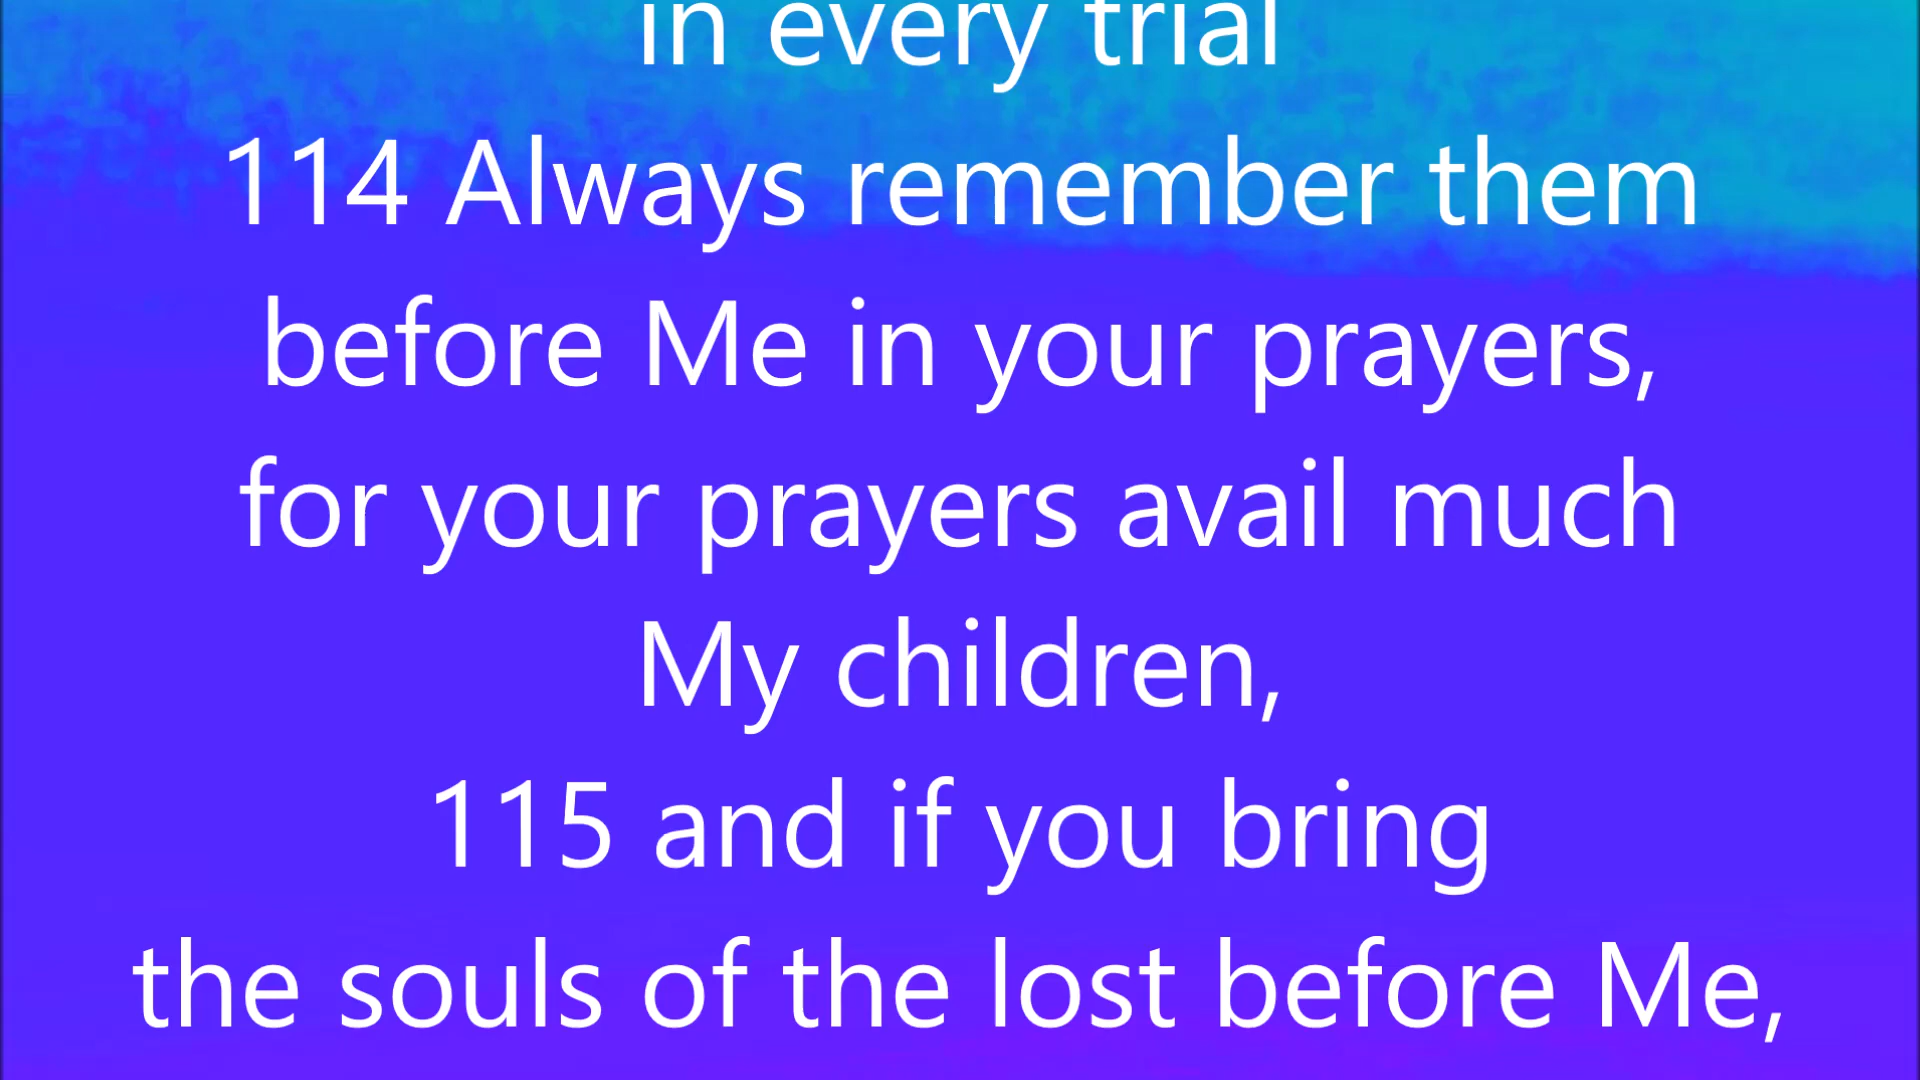 in every trial
114 Always remember them
before Me in your prayers,
for your prayers avail much
My children,
115 and if you bring
the souls of the lost before Me,